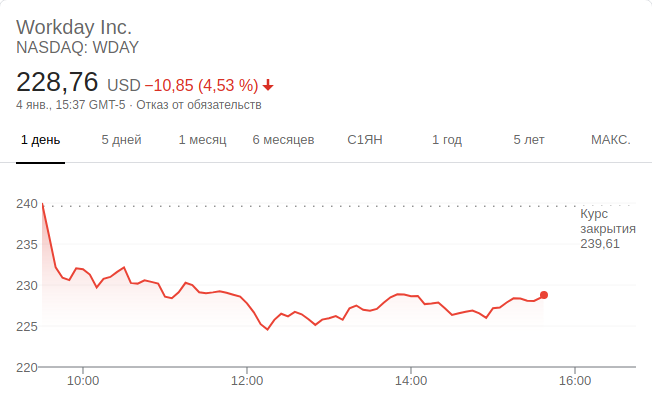 Workday Inc.
NASDAQ: WDAY
228,76 USD −10,85 (4,53 %)
4 янв., 15:37 GMT-5 · Отказ от обязательств
1 день 5 дней 1 месяц 6 месяцев С1ЯН 1 год 5 лет МАКС.
240
Курс
закрытия
239,61
235
230
225
220
10:00 12:00 14:00 16:00